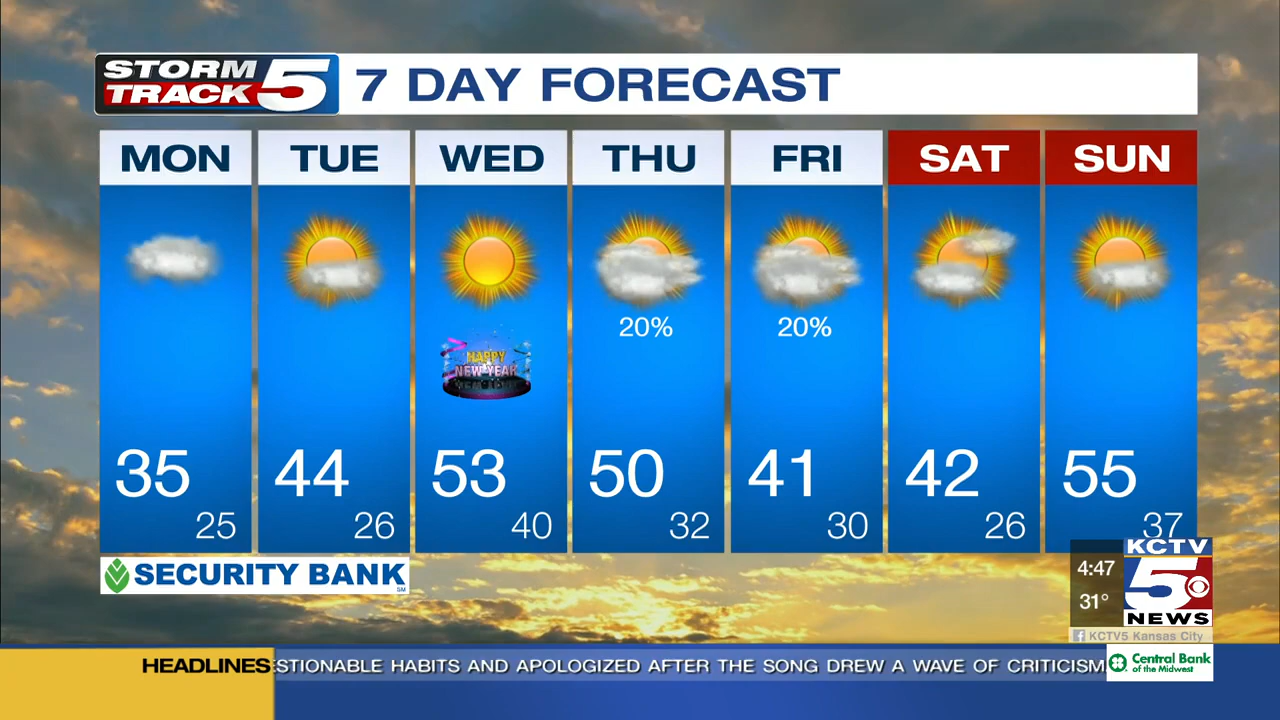 STORM TRACK 5
7 DAY FORECAST
MON TUE WED THU FRI SAT SUN
20% 20%
HAPPY
NEW YEAR
35 44 53 50 41 42 55
25 26 40 32 30 26 37
SECURITY BANK SM
KCTV
4:47
5
31°
NEWS
KCTV5 Kansas City
HEADLINES ESTIONABLE HABITS AND APOLOGIZED AFTER THE SONG DREW A WAVE OF CRITICISM
Central Bank
of the Midwest